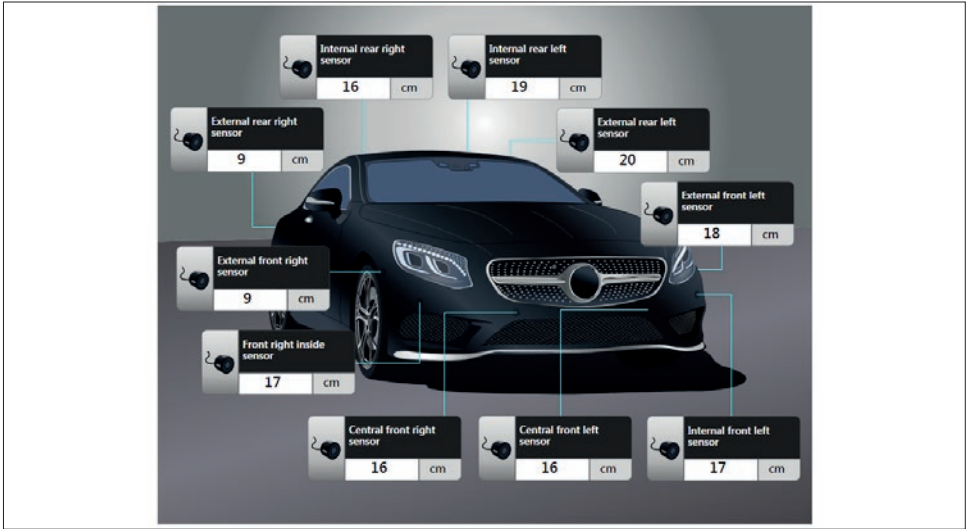 Internal rear right
sensor
16 cm
Internal rear left
sensor
19 cm
External rear right
sensor
9 cm
External rear left
sensor
20 cm
External front left
sensor
18 cm
External front right
sensor
9 cm
Front right inside
sensor
17 cm
Central front right
sensor
16 cm
Central front left
sensor
16 cm
Internal front left
sensor
17 cm